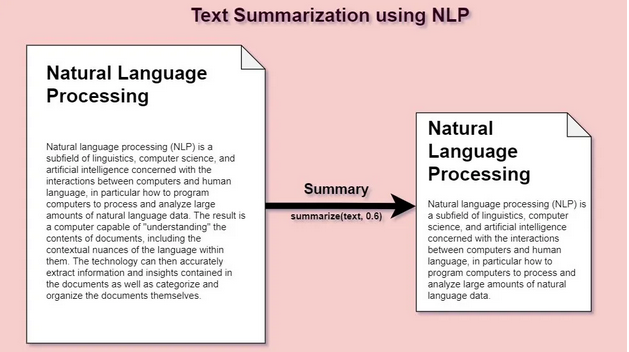 Text Summarization using NLP
Natural Language
Processing
Natural language processing (NLP) is a
subfield of linguistics, computer science, and
artificial intelligence concerned with the
interactions between computers and human
language, in particular how to program
computers to process and analyze large
amounts of natural language data. The result is
a computer capable of "understanding" the
contents of documents, including the
contextual nuances of the language within
them. The technology can then accurately
extract information and insights contained in
the documents as well as categorize and
organize the documents themselves.
Summary
summarize(text, 0.6)
Natural
Language
Processing
Natural language processing (NLP) is
a subfield of linguistics, computer
science, and artificial intelligence
concerned with the interactions
between computers and human
language, in particular how to
program computers to process and
analyze large amounts of natural
language data.